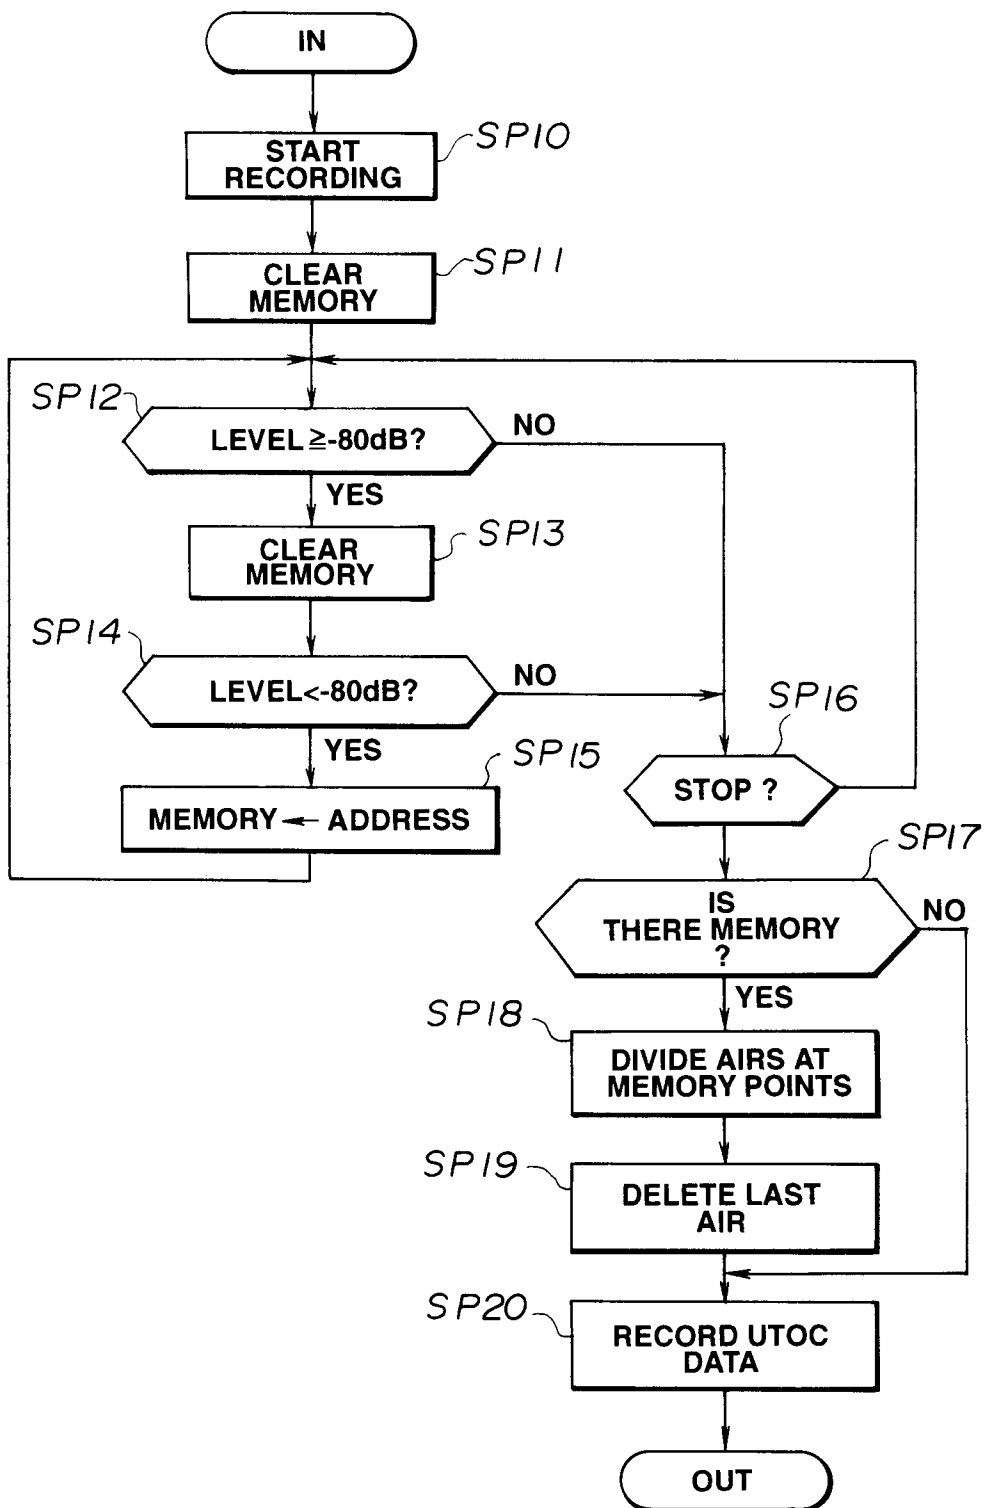 IN
SP10
START
RECORDING
SP11
CLEAR
MEMORY
SP12
LEVEL≧-80dB?
NO
YES
SP13
CLEAR
MEMORY
SP14
LEVEL<-80dB?
NO
YES
SP15
MEMORY ← ADDRESS
SP16
STOP ?
SP17
IS
THERE MEMORY
?
NO
YES
SP18
DIVIDE AIRS AT
MEMORY POINTS
SP19
DELETE LAST
AIR
SP20
RECORD UTOC
DATA
OUT